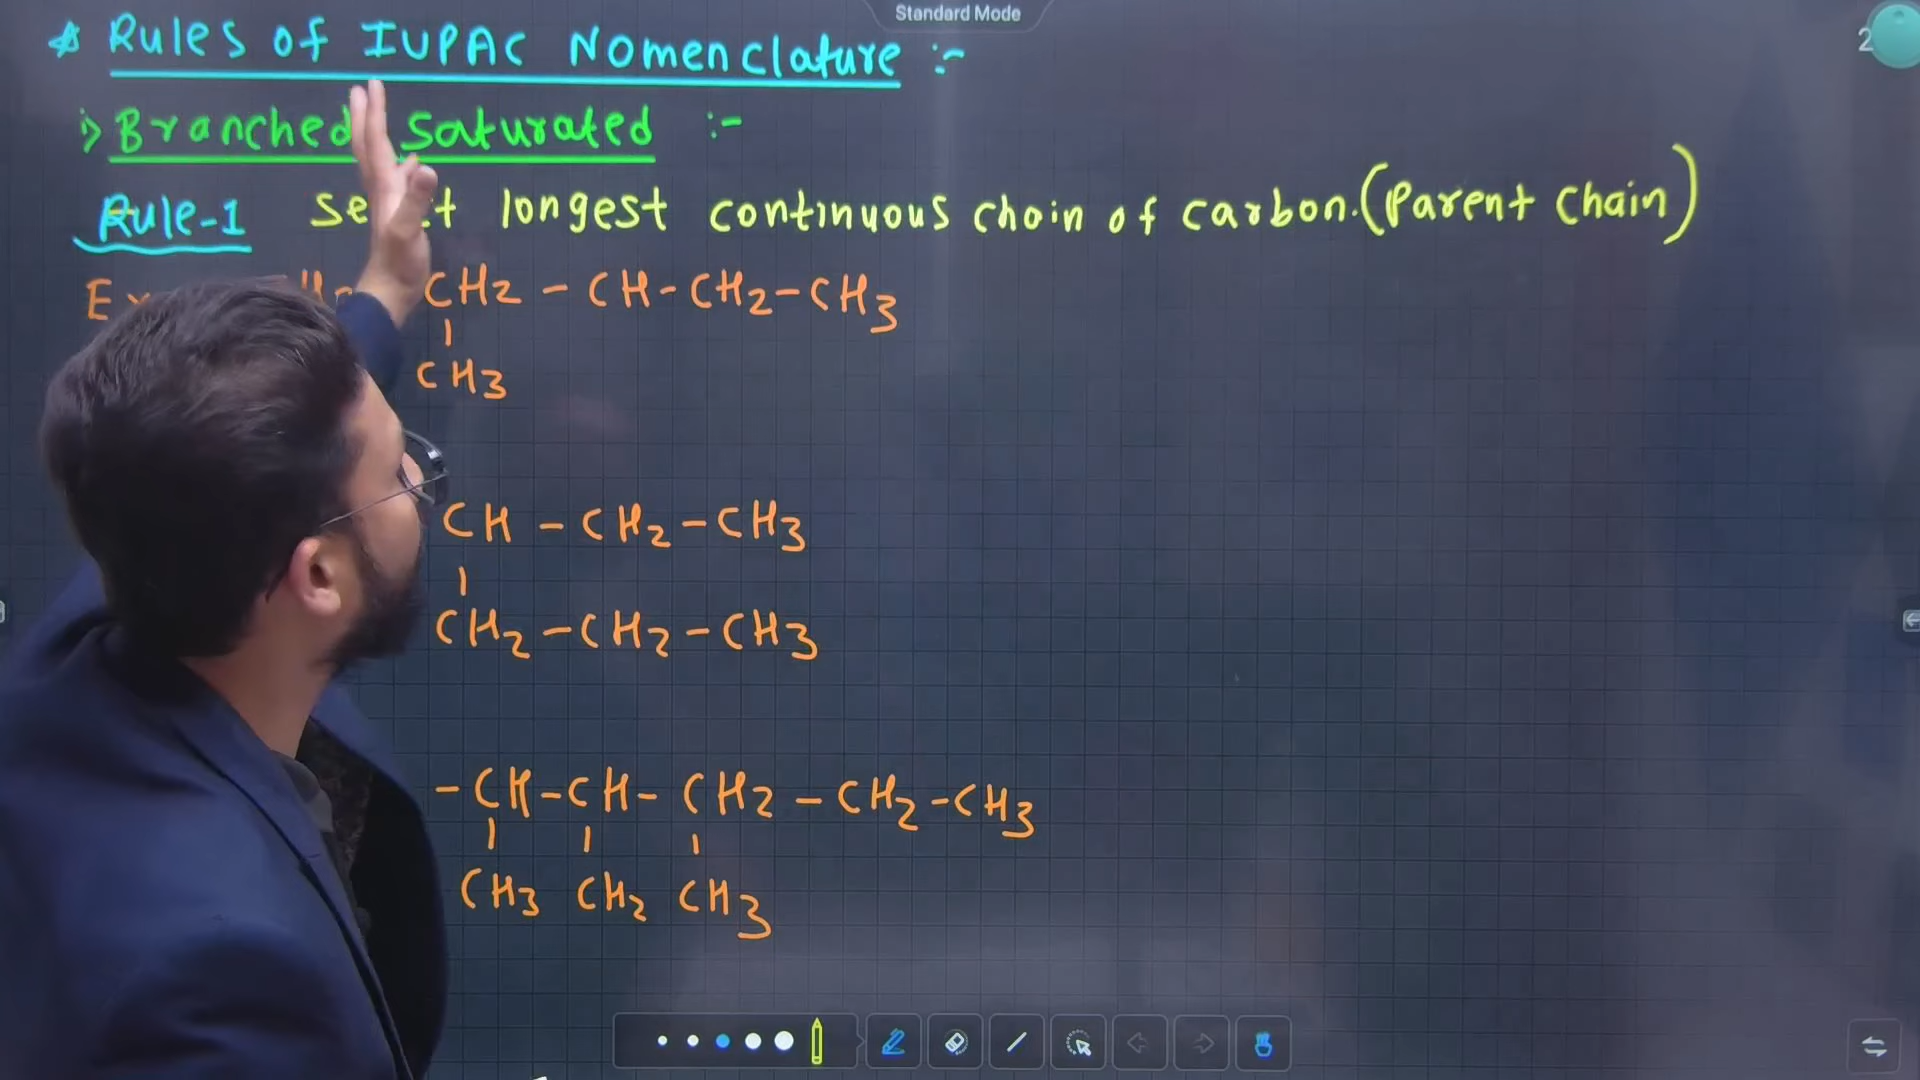 Standard Mode
* Rules of IUPAC Nomenclature :-
2
i> Branched saturated :-
Rule-1 longest continuous chain of carbon. (Parent chain)
CH2 - CH - CH2 - CH3
CH3
CH - CH2 - CH3
CH2 - CH2 - CH3
- CH - CH - CH2 - CH2 - CH3
CH3 CH2 CH3